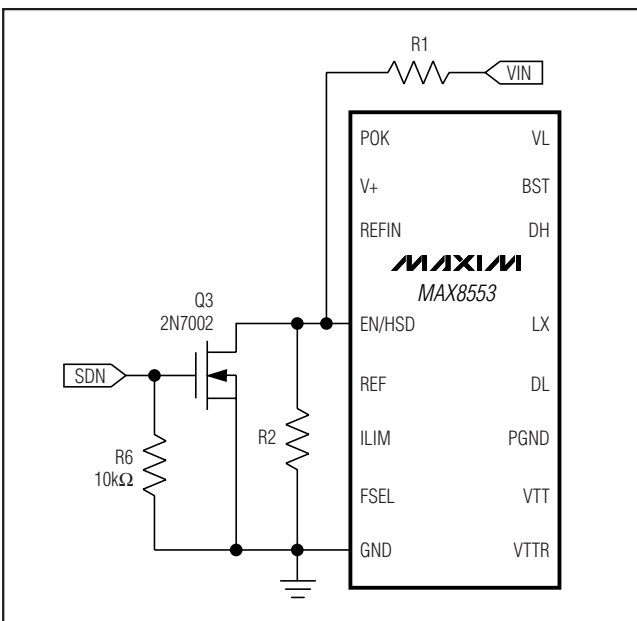 R1
VIN
POK VL
V+ BST
REFIN DH
MAXIM
MAX8553
Q3
2N7002
EN/HSD LX
SDN
REF DL
R6
10kΩ
R2
ILIM PGND
FSEL VTT
GND VTTR